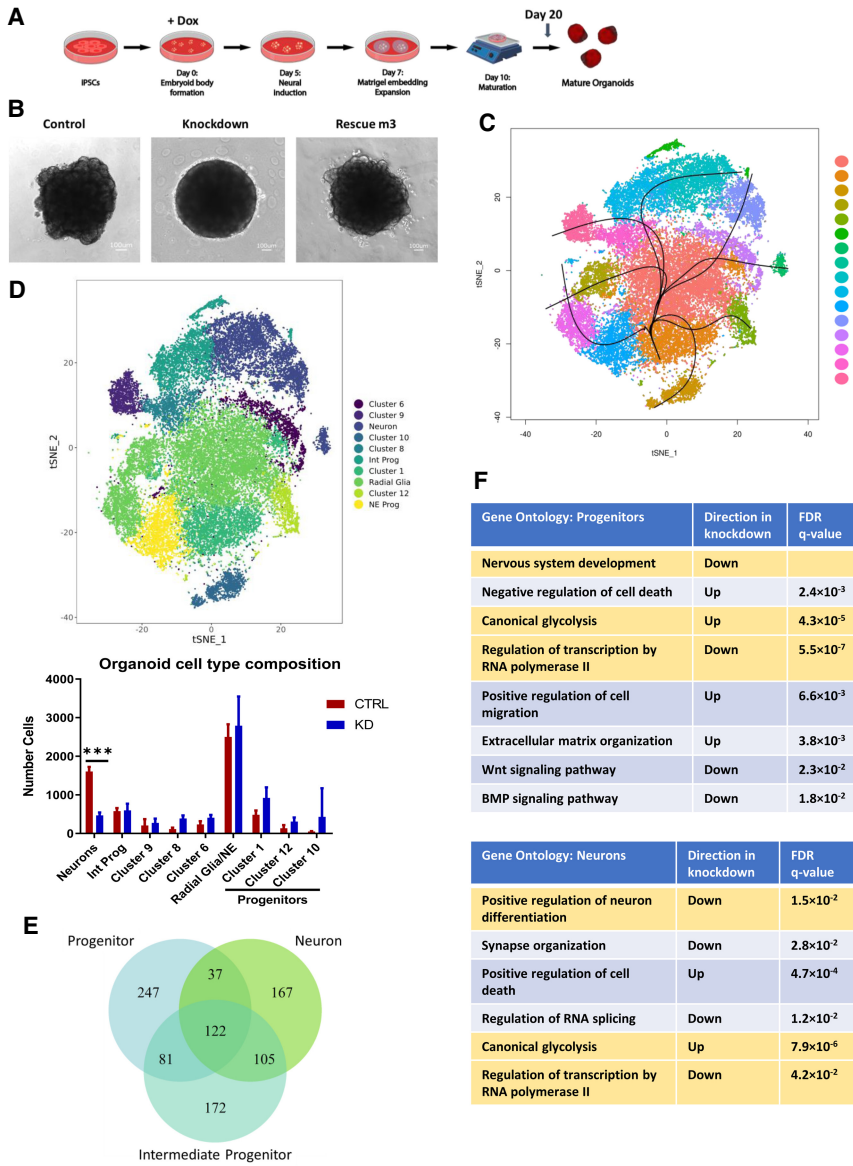 A
+ Dox
Day 20
iPSCs
Day 0:
Embryoid body
formation
Day 5:
Neural
induction
Day 7:
Matrigel embedding
Expansion
Day 10:
Maturation
Mature Organoids
B
Control
Knockdown
Rescue m3
100um
100um
100um
C
tSNE_2
20
0
-20
-40
-40
-20
0
20
40
tSNE_1
D
tSNE_2
20
0
-20
-40
-20
0
20
tSNE_1
Cluster 6
Cluster 9
Neuron
Cluster 10
Cluster 8
Int Prog
Cluster 1
Radial Glia
Cluster 12
NE Prog
Organoid cell type composition
Number Cells
4000
3000
2000
1000
0
***
CTRL
KD
Neurons
Int Prog
Cluster 9
Cluster 8
Cluster 6
Radial Glia/NE
Cluster 1
Cluster 12
Cluster 10
Progenitors
E
Progenitor
Neuron
247
37
167
122
81
105
172
Intermediate Progenitor
F
Gene Ontology: Progenitors Direction in knockdown FDR q-value
Nervous system development Down
Negative regulation of cell death Up 2.4×10-3
Canonical glycolysis Up 4.3×10-5
Regulation of transcription by RNA polymerase II Down 5.5×10-7
Positive regulation of cell migration Up 6.6×10-3
Extracellular matrix organization Up 3.8×10-3
Wnt signaling pathway Down 2.3×10-2
BMP signaling pathway Down 1.8×10-2
Gene Ontology: Neurons Direction in knockdown FDR q-value
Positive regulation of neuron differentiation Down 1.5×10-2
Synapse organization Down 2.8×10-2
Positive regulation of cell death Up 4.7×10-4
Regulation of RNA splicing Down 1.2×10-2
Canonical glycolysis Up 7.9×10-6
Regulation of transcription by RNA polymerase II Down 4.2×10-2